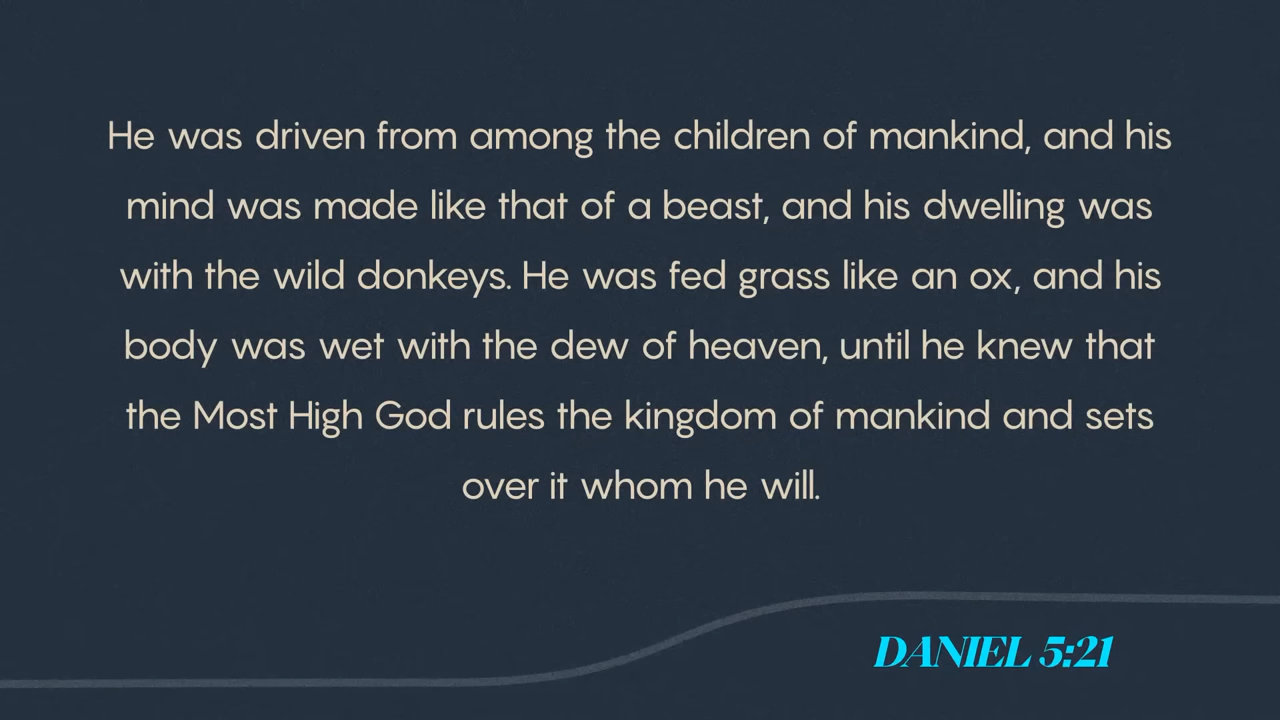 He was driven from among the children of mankind, and his
mind was made like that of a beast, and his dwelling was
with the wild donkeys. He was fed grass like an ox, and his
body was wet with the dew of heaven, until he knew that
the Most High God rules the kingdom of mankind and sets
over it whom he will.
DANIEL 5:21